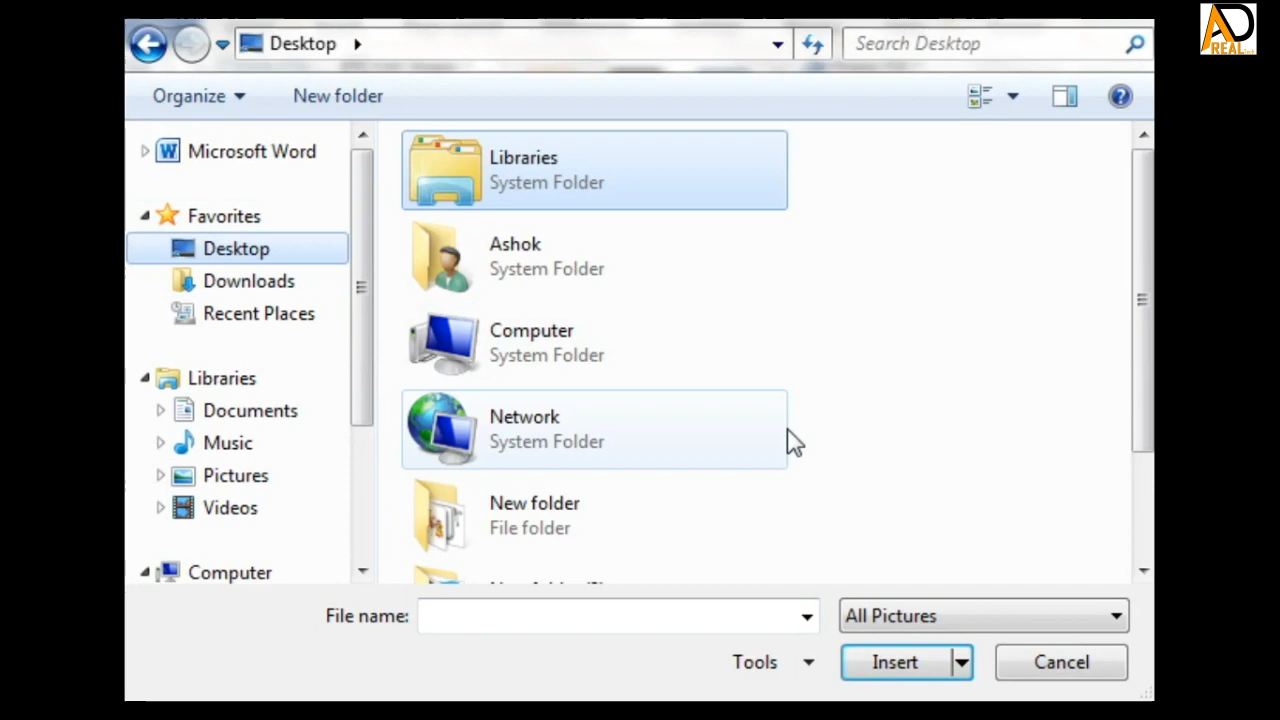 AD
REAL
Desktop
Search Desktop
Organize
New folder
Microsoft Word
Favorites
Desktop
Downloads
Recent Places
Libraries
Documents
Music
Pictures
Videos
Computer
Libraries
System Folder
Ashok
System Folder
Computer
System Folder
Network
System Folder
New folder
File folder
File name:
All Pictures
Tools
Insert
Cancel